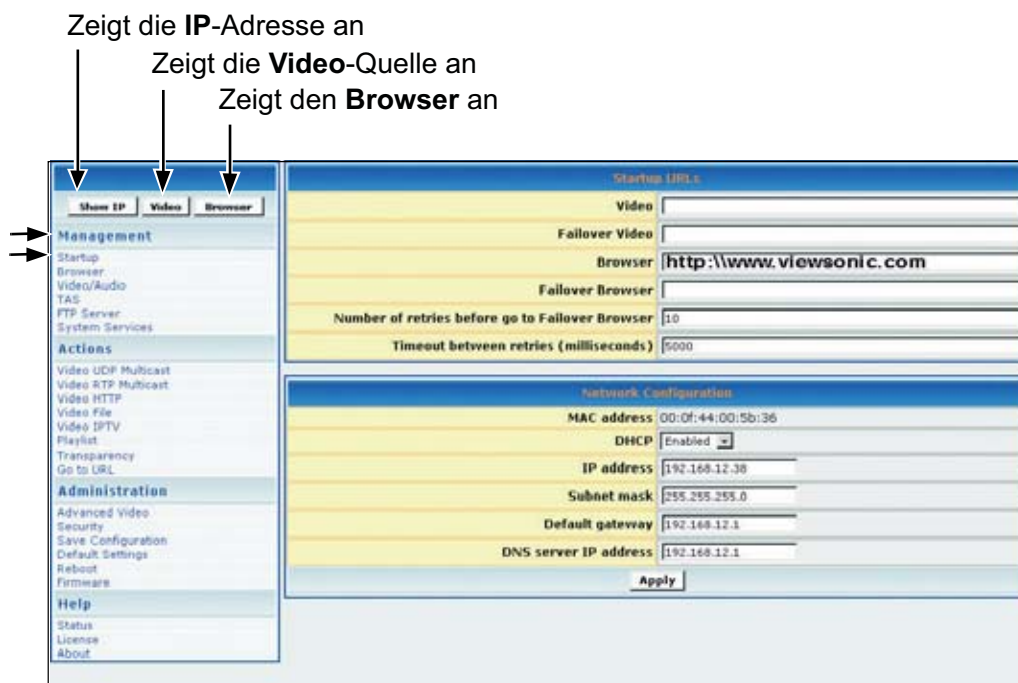 Zeigt die IP-Adresse an
Zeigt die Video-Quelle an
Zeigt den Browser an
Show IP Video Browser
Management
Startup
Browser
Video/Audio
TAS
FTP Server
System Services
Actions
Video UDP Multicast
Video RTP Multicast
Video HTTP
Video File
Video IPTV
Playlist
Transparency
Go to URL
Administration
Advanced Video
Security
Save Configuration
Default Settings
Reboot
Firmware
Help
Status
License
About
Startup URLs
Video
Failover Video
Browser http:\\www.viewsonic.com
Failover Browser
Number of retries before go to Failover Browser 10
Timeout between retries (milliseconds) 5000
Network Configuration
MAC address 00:0f:44:00:5b:36
DHCP Enabled
IP address 192.168.12.38
Subnet mask 255.255.255.0
Default gateway 192.168.12.1
DNS server IP address 192.168.12.1
Apply